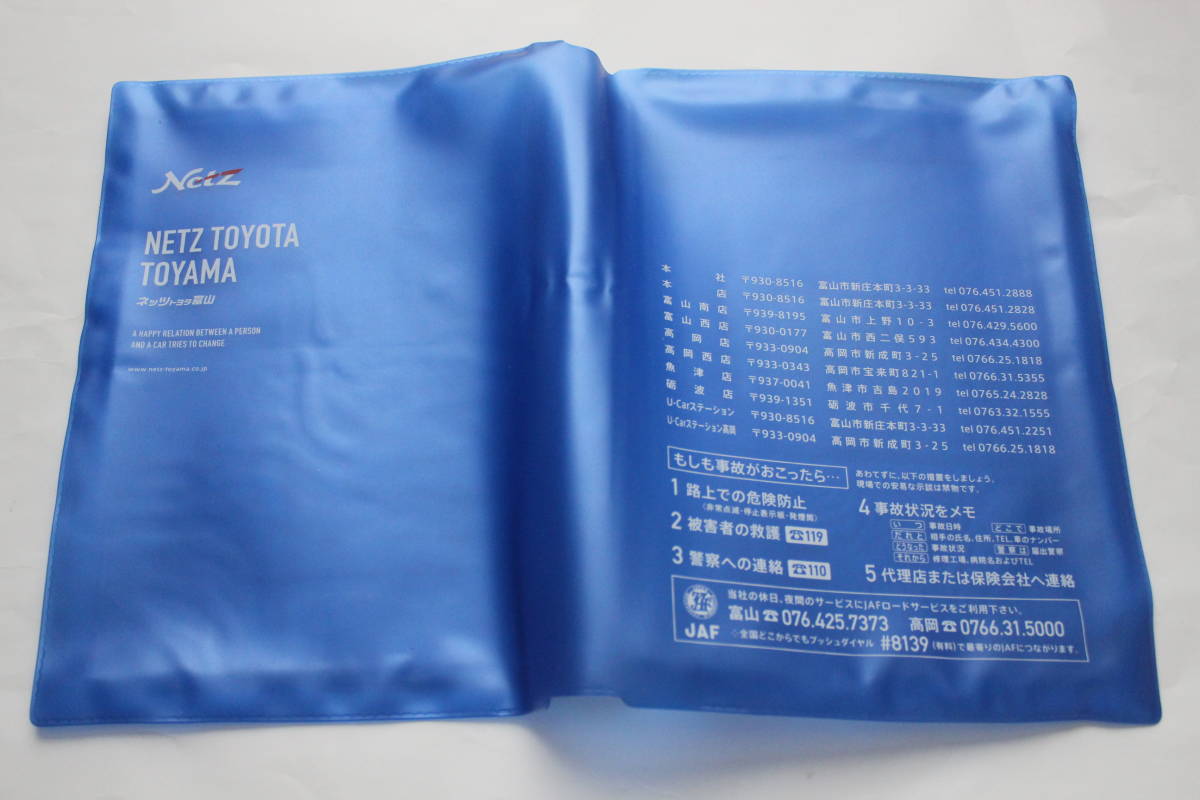 Netz
NETZ TOYOTA
TOYAMA
ネッツトヨタ富山
A HAPPY RELATION BETWEEN A PERSON
AND A CAR TRIES TO CHANGE
www.netz-toyama.co.jp
本社 〒930-8516 富山市新庄本町3-3-33 tel 076.451.2888
本店 〒930-8516 富山市新庄本町3-3-33 tel 076.451.2828
富山南店 〒939-8195 富山市上野10-3 tel 076.429.5600
富山西店 〒930-0177 富山市西二俣593 tel 076.434.4300
高岡店 〒933-0904 高岡市新成町3-25 tel 0766.25.1818
高岡西店 〒933-0343 高岡市宝来町821-1 tel 0766.31.5355
魚津店 〒937-0041 魚津市吉島2019 tel 0765.24.2828
砺波店 〒939-1351 砺波市千代7-1 tel 0763.32.1555
U-Carステーション 〒930-8516 富山市新庄本町3-3-33 tel 076.451.2251
U-Carステーション高岡 〒933-0904 高岡市新成町3-25 tel 0766.25.1818
もしも事故がおこったら…
あわてずに、以下の措置をしましょう。
現場での安易な示談は禁物です。
1 路上での危険防止
〈非常点滅・停止表示板・発煙筒〉
2 被害者の救護 ☎119
3 警察への連絡 ☎110
4 事故状況をメモ
いつ 事故日時 どこで 事故場所
だれと 相手の氏名、住所、TEL、車のナンバー
どうなった 事故状況 警察は 届出警察
それから 修理工場、病院名およびTEL
5 代理店または保険会社へ連絡
JAF
当社の休日、夜間のサービスにJAFロードサービスをご利用下さい。
富山☎076.425.7373 高岡☎0766.31.5000
◇全国どこからでもプッシュダイヤル #8139 (有料)で最寄りのJAFにつながります。